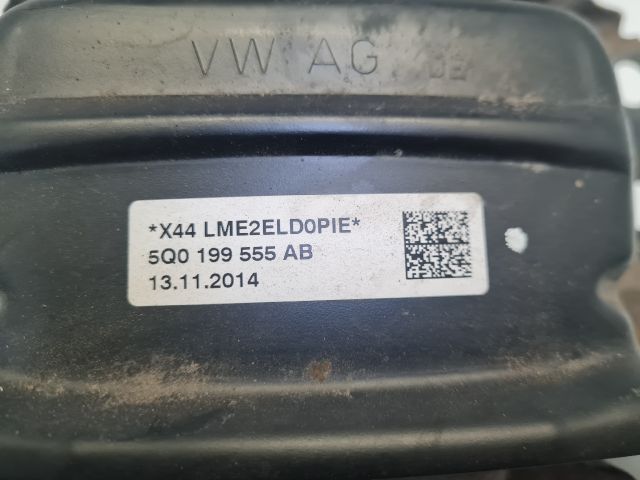 VW AG
*X44 LME2ELD0PIE*
5Q0 199 555 AB
13.11.2014